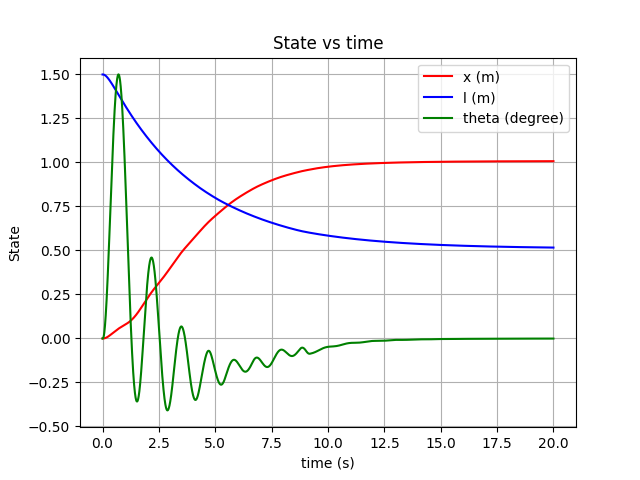 State vs time
x (m)
l (m)
theta (degree)
State
1.50
1.25
1.00
0.75
0.50
0.25
0.00
−0.25
−0.50
0.0 2.5 5.0 7.5 10.0 12.5 15.0 17.5 20.0
time (s)